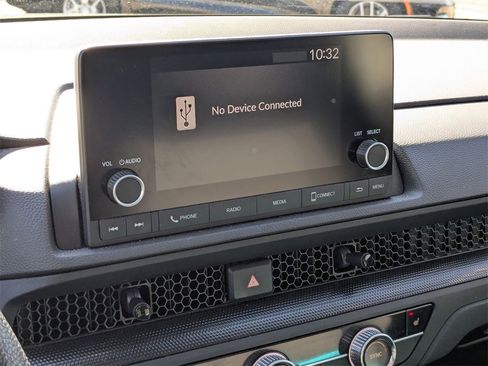 10:32
No Device Connected
VOL AUDIO
LIST SELECT
PHONE RADIO MEDIA CONNECT MENU
SYNC